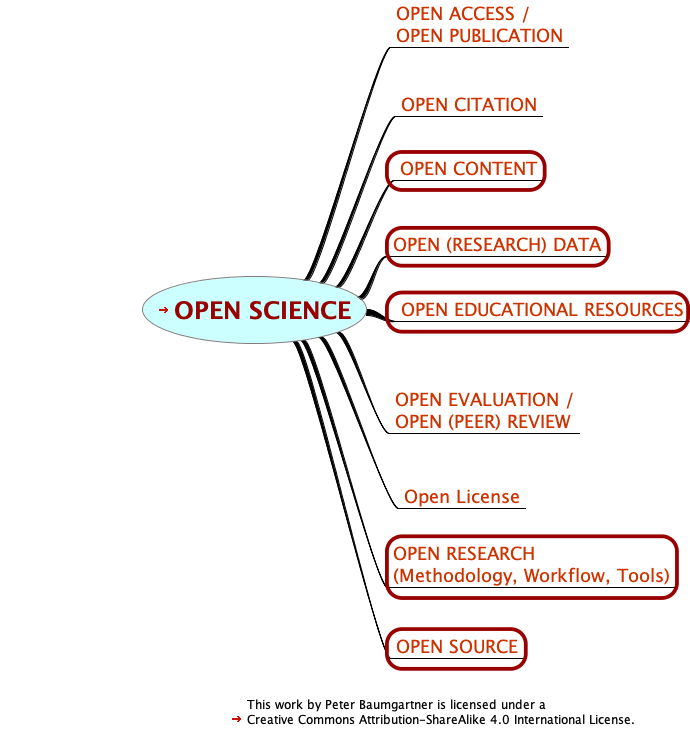 OPEN ACCESS /
OPEN PUBLICATION
OPEN CITATION
OPEN CONTENT
OPEN (RESEARCH) DATA
OPEN SCIENCE
OPEN EDUCATIONAL RESOURCES
OPEN EVALUATION /
OPEN (PEER) REVIEW
Open License
OPEN RESEARCH
(Methodology, Workflow, Tools)
OPEN SOURCE
This work by Peter Baumgartner is licensed under a
Creative Commons Attribution-ShareAlike 4.0 International License.